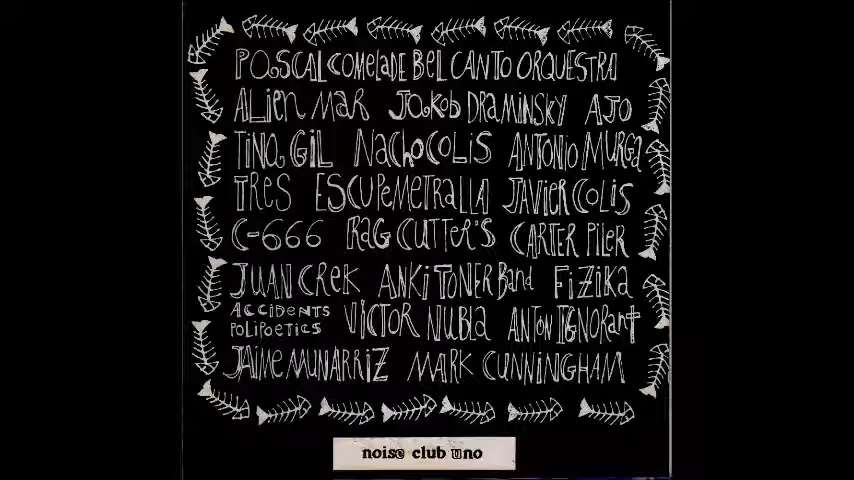 PASCAL COMELADE BEL CANTO ORQUESTRA
ALIEN MAR JAKOB DRAMINSKY AJO
TINA GIL NACHO COLIS ANTONIO MURGA
TRES ESCUPEMETRALLA JAVIER COLIS
C-666 RAG CUTTER'S CARTER PILER
JUAN CREK ANKI TONER Band FiZiKa
ACCIDENTS POLIPOETICS VICTOR NUBLA ANTON IGNORANT
JAIME MUNARRIZ MARK CUNNINGHAM
noise club uno